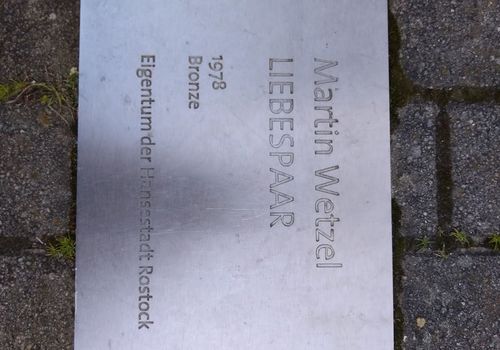 Martin Wetzel
LIEBESPAAR
1978
Bronze
Eigentum der Hansestadt Rostock